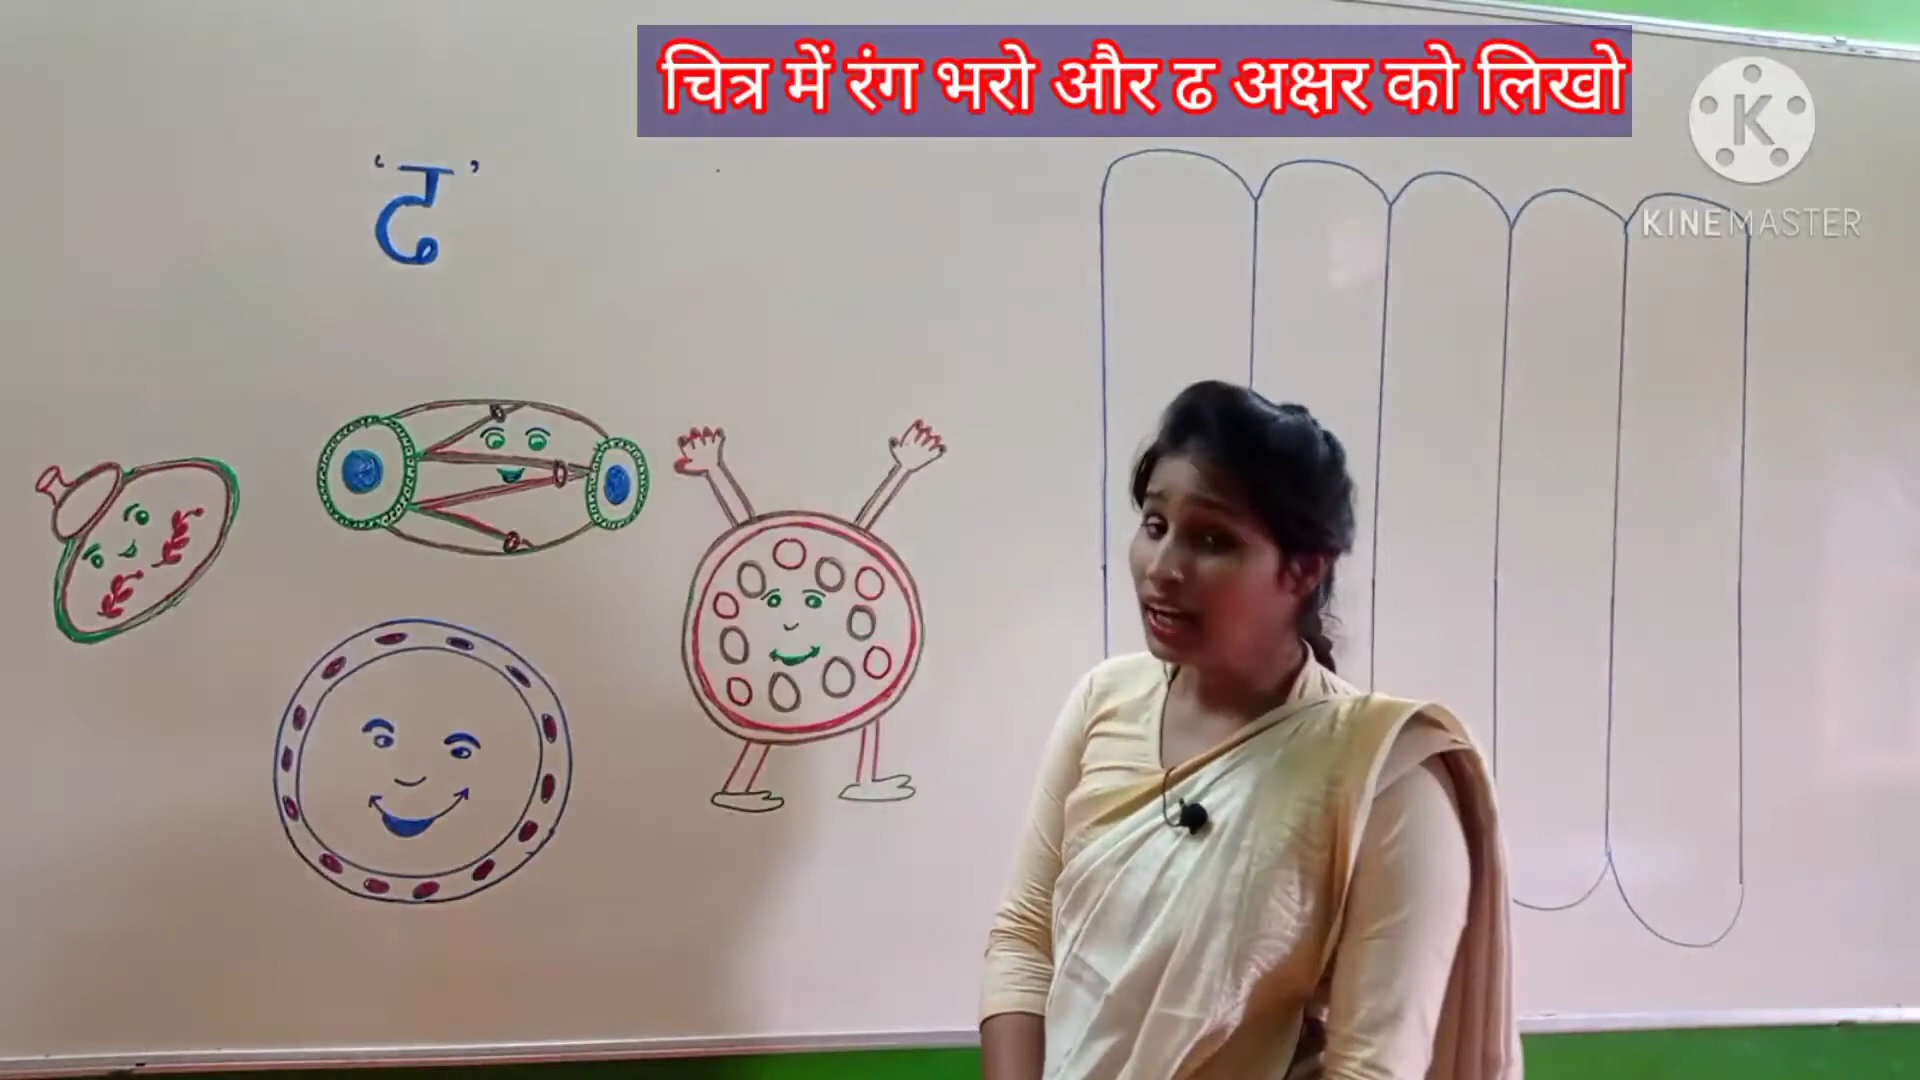 चित्र में रंग भरो और ढ अक्षर को लिखो
K
KINEMASTER
'ढ'